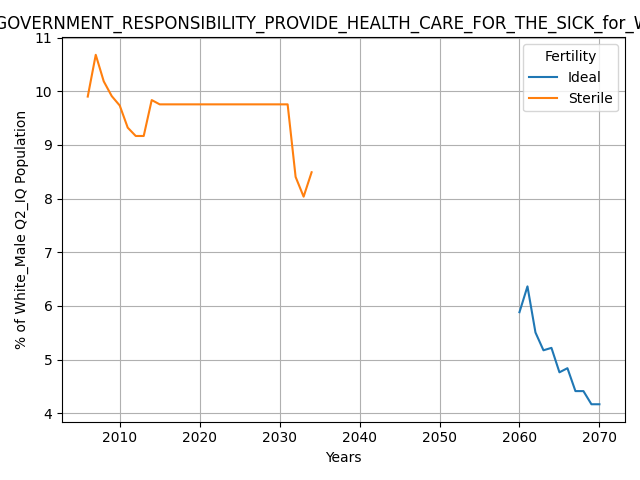 GOVERNMENT_RESPONSIBILITY_PROVIDE_HEALTH_CARE_FOR_THE_SICK_for_W
11
10
9
8
7
6
5
4
% of White_Male Q2_IQ Population
Fertility
Ideal
Sterile
2010 2020 2030 2040 2050 2060 2070
Years